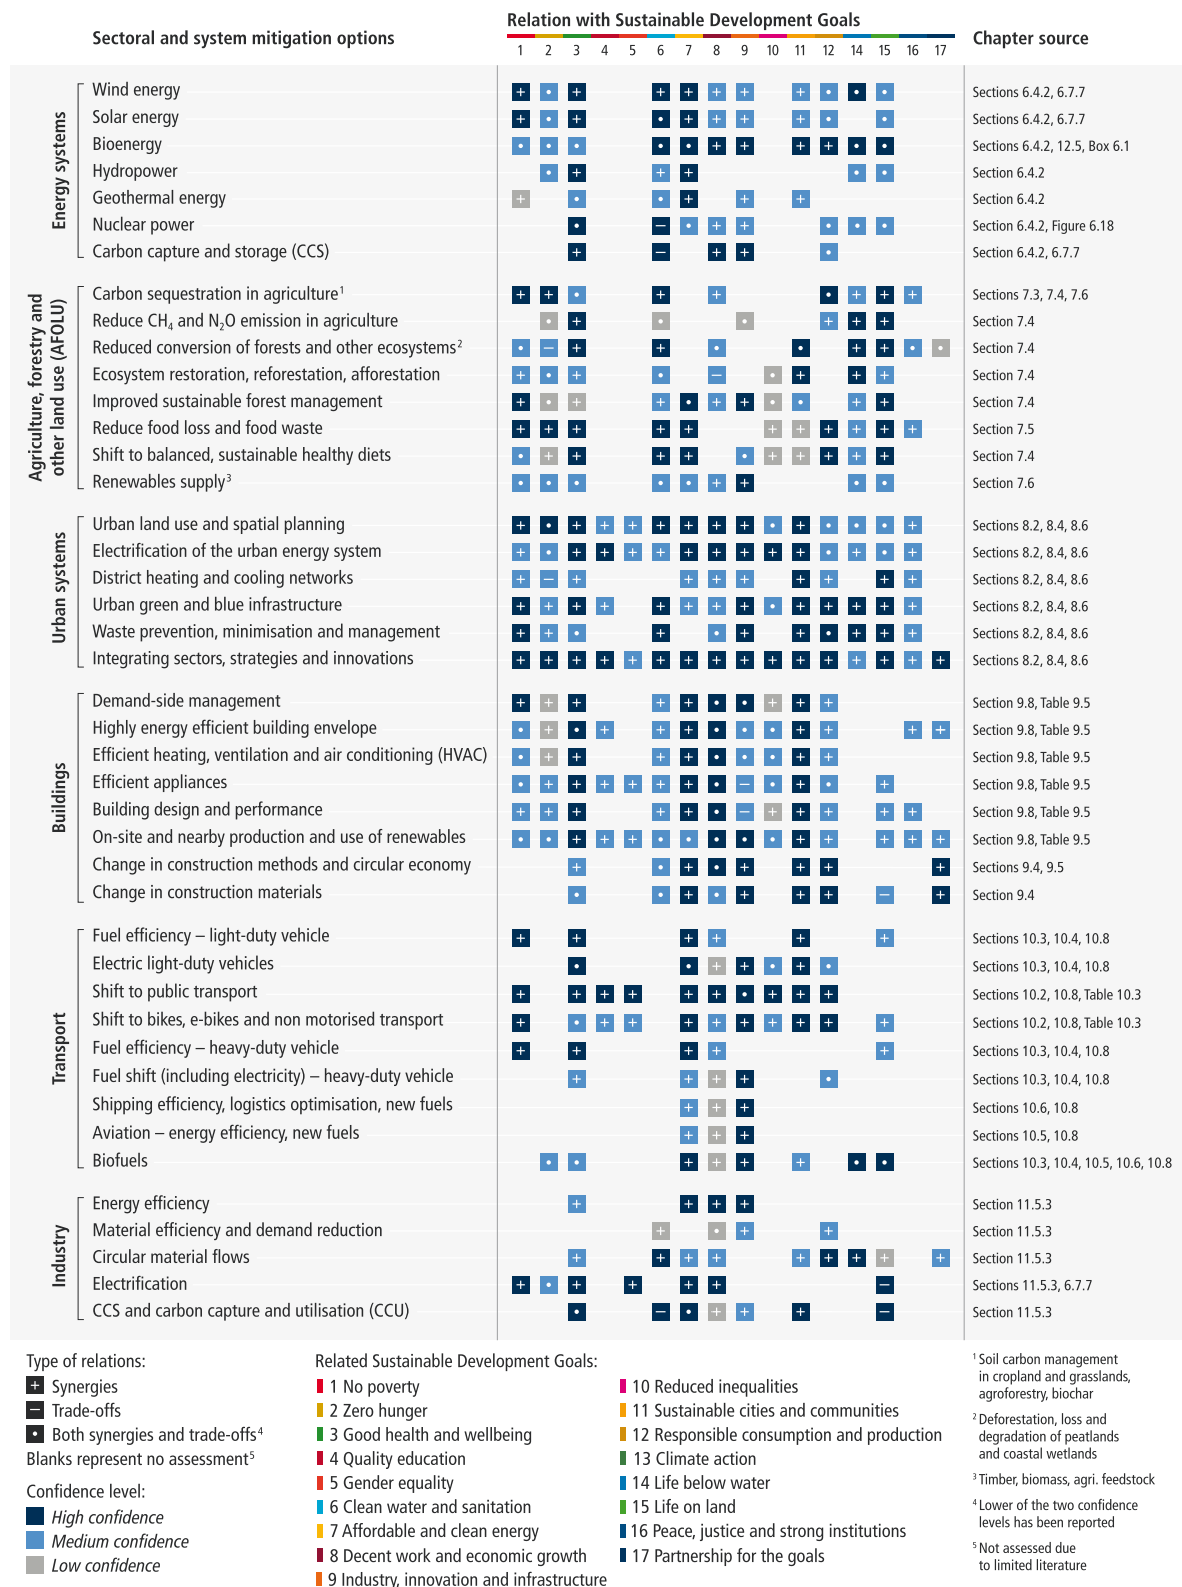 Relation with Sustainable Development Goals
Sectoral and system mitigation options
Chapter source
1 2 3 4 5 6 7 8 9 10 11 12 14 15 16 17
Energy systems
Wind energy + • + + + + + + • • • Sections 6.4.2, 6.7.7
Solar energy + • + • • + + + • • Sections 6.4.2, 6.7.7
Bioenergy • • • • • + + + + • • Sections 6.4.2, 12.5, Box 6.1
Hydropower • + + + • • Section 6.4.2
Geothermal energy + • • + + + Section 6.4.2
Nuclear power • – • + + • • • Section 6.4.2, Figure 6.18
Carbon capture and storage (CCS) + – + + • Section 6.4.2, 6.7.7
Agriculture, forestry and
other land use (AFOLU)
Carbon sequestration in agriculture¹ + + • + + • + + + Sections 7.3, 7.4, 7.6
Reduce CH₄ and N₂O emission in agriculture • + • • + + + Section 7.4
Reduced conversion of forests and other ecosystems² • – + + • • + + • • Section 7.4
Ecosystem restoration, reforestation, afforestation + • + • – • + + + Section 7.4
Improved sustainable forest management + • + + • + + • • + + Section 7.4
Reduce food loss and food waste + + + + + + + + + + + Section 7.5
Shift to balanced, sustainable healthy diets • + + + + • + + + + + Section 7.4
Renewables supply³ • • • • • + + • • Section 7.6
Urban systems
Urban land use and spatial planning + • + + + + + + + • + • • • + Sections 8.2, 8.4, 8.6
Electrification of the urban energy system + • + + + + + + + + + • + • + Sections 8.2, 8.4, 8.6
District heating and cooling networks + – + + + + + + + + Sections 8.2, 8.4, 8.6
Urban green and blue infrastructure + + + + + + + + • + + + + + Sections 8.2, 8.4, 8.6
Waste prevention, minimisation and management + + • + • + + • + + + Sections 8.2, 8.4, 8.6
Integrating sectors, strategies and innovations + + + + + + + + + + + + + + + + Sections 8.2, 8.4, 8.6
Buildings
Demand-side management + + + + + • • + + + Section 9.8, Table 9.5
Highly energy efficient building envelope • + • + + + • • • + + + + Section 9.8, Table 9.5
Efficient heating, ventilation and air conditioning (HVAC) • + + + + • • • + + Section 9.8, Table 9.5
Efficient appliances • + + + + + + • – • + • + Section 9.8, Table 9.5
Building design and performance + + + + + • – + + + + + Section 9.8, Table 9.5
On-site and nearby production and use of renewables • • + + + • • • • • + + + + + Section 9.8, Table 9.5
Change in construction methods and circular economy + • + • + + + + Sections 9.4, 9.5
Change in construction materials • • + • + + + – + Section 9.4
Transport
Fuel efficiency – light-duty vehicle + + + + + + Sections 10.3, 10.4, 10.8
Electric light-duty vehicles • • + + • + • Sections 10.3, 10.4, 10.8
Shift to public transport + + + + + + • + + + Sections 10.2, 10.8, Table 10.3
Shift to bikes, e-bikes and non motorised transport + • + + + + + + + + + Sections 10.2, 10.8, Table 10.3
Fuel efficiency – heavy-duty vehicle + + + + + Sections 10.3, 10.4, 10.8
Fuel shift (including electricity) – heavy-duty vehicle + + + + • Sections 10.3, 10.4, 10.8
Shipping efficiency, logistics optimisation, new fuels + + + Sections 10.6, 10.8
Aviation – energy efficiency, new fuels + + + Sections 10.5, 10.8
Biofuels • • + + + + • • Sections 10.3, 10.4, 10.5, 10.6, 10.8
Industry
Energy efficiency + + + + Section 11.5.3
Material efficiency and demand reduction + • + + Section 11.5.3
Circular material flows + + + + + + + + + Section 11.5.3
Electrification + • + + + + – Sections 11.5.3, 6.7.7
CCS and carbon capture and utilisation (CCU) • – • + + + – Section 11.5.3
Type of relations:
+ Synergies
– Trade-offs
• Both synergies and trade-offs⁴
Blanks represent no assessment⁵
Confidence level:
High confidence
Medium confidence
Low confidence
Related Sustainable Development Goals:
1 No poverty
2 Zero hunger
3 Good health and wellbeing
4 Quality education
5 Gender equality
6 Clean water and sanitation
7 Affordable and clean energy
8 Decent work and economic growth
9 Industry, innovation and infrastructure
10 Reduced inequalities
11 Sustainable cities and communities
12 Responsible consumption and production
13 Climate action
14 Life below water
15 Life on land
16 Peace, justice and strong institutions
17 Partnership for the goals
¹ Soil carbon management
in cropland and grasslands,
agroforestry, biochar
² Deforestation, loss and
degradation of peatlands
and coastal wetlands
³ Timber, biomass, agri. feedstock
⁴ Lower of the two confidence
levels has been reported
⁵ Not assessed due
to limited literature